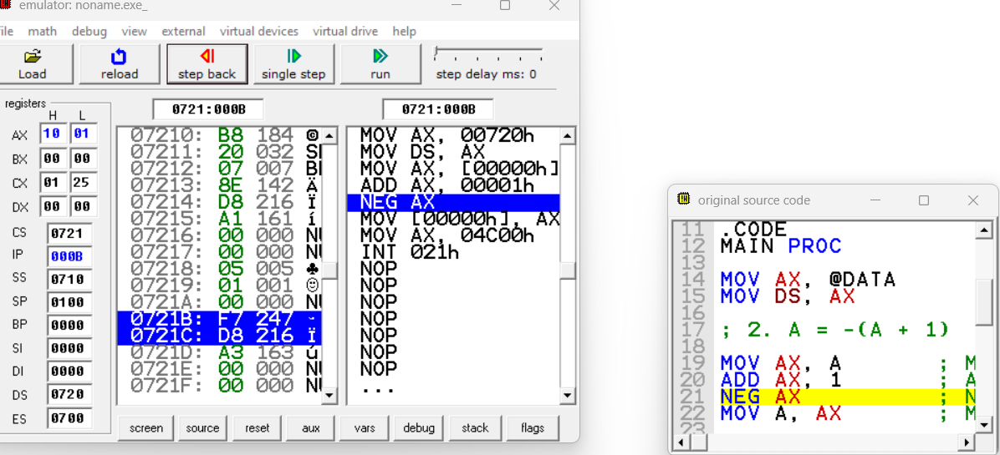 emulator: noname.exe_
file math debug view external virtual devices virtual drive help
Load reload step back single step run step delay ms: 0
registers
H L
0721:000B 0721:000B
AX 10 01
BX 00 00
CX 01 25
DX 00 00
CS 0721
IP 000B
SS 0710
SP 0100
BP 0000
SI 0000
DI 0000
DS 0720
ES 0700
07210: B8 184 ©
07211: 20 032 SP
07212: 07 007 BE
07213: 8E 142 Ä
07214: D8 216 Ï
07215: A1 161 í
07216: 00 000 NU
07217: 00 000 NU
07218: 05 005 ♣
07219: 01 001 ☺
0721A: 00 000 NU
0721B: F7 247
0721C: D8 216 Ï
0721D: A3 163 ú
0721E: 00 000 NU
0721F: 00 000 NU
MOV AX, 00720h
MOV DS, AX
MOV AX, [00000h]
ADD AX, 00001h
NEG AX
MOV [00000h], AX
MOV AX, 04C00h
INT 021h
NOP
NOP
NOP
NOP
NOP
NOP
NOP
...
screen source reset aux vars debug stack flags
original source code
11 .CODE
12 MAIN PROC
13
14 MOV AX, @DATA
15 MOV DS, AX
16
17 ; 2. A = -(A + 1)
18
19 MOV AX, A ; M
20 ADD AX, 1 ; A
21 NEG AX ; N
22 MOV A, AX ; M
23